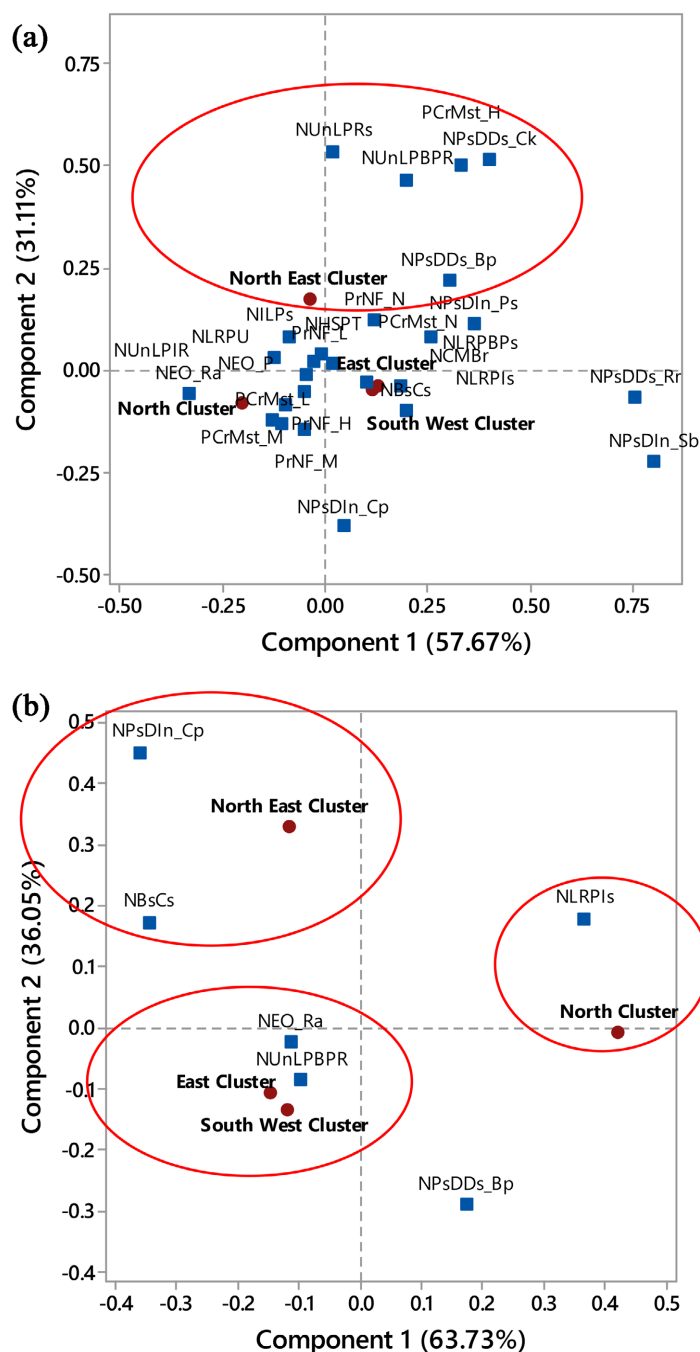 (a)
0.75
PCrMst_H
NUnLPRs
NPsDDs_Ck
NUnLPBPR
0.50
NPsDDs_Bp
0.25
North East Cluster
PrNF_N
NPsDIn_Ps
NILPs
NHSPT
PCrMst_N
NLRPU
PrNF_L
NLRPBPs
NUnLPIR
NEO_P
East Cluster
NCMBr
0.00
NEO_Ra
NBsCs
NLRPIs
NPsDDs_Rr
North Cluster
PCrMst_L
PrNF_H
South West Cluster
PCrMst_M
NPsDIn_Sb
PrNF_M
-0.25
NPsDIn_Cp
-0.50
-0.50
-0.25
0.00
0.25
0.50
0.75
Component 1 (57.67%)
Component 2 (31.11%)
(b)
0.5
NPsDIn_Cp
0.4
North East Cluster
0.3
NBsCs
NLRPIs
0.2
0.1
North Cluster
NEO_Ra
0.0
NUnLPBPR
East Cluster
-0.1
South West Cluster
-0.2
NPsDDs_Bp
-0.3
-0.4
-0.4
-0.3
-0.2
-0.1
0.0
0.1
0.2
0.3
0.4
0.5
Component 1 (63.73%)
Component 2 (36.05%)